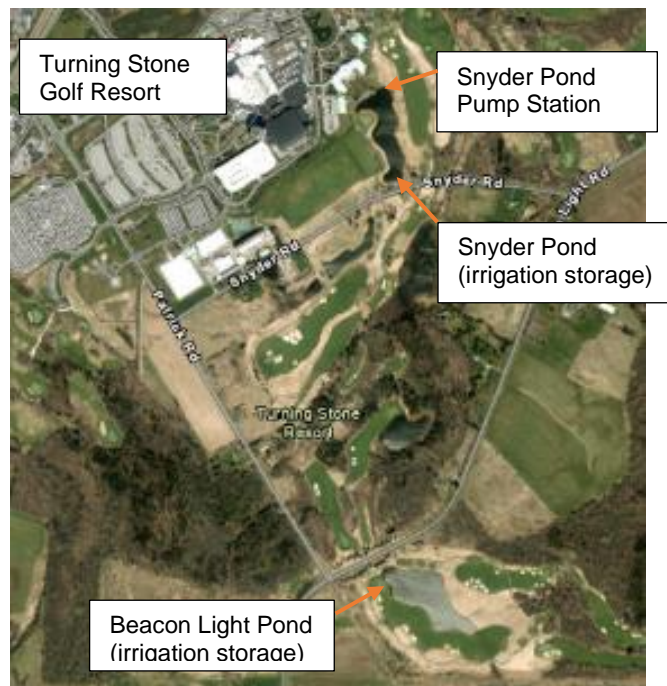 Turning Stone
Golf Resort
Snyder Pond
Pump Station
Snyder Rd
Light Rd
Snyder Pond
(irrigation storage)
Snyder Rd
Patrick Rd
Turning Stone
Resort
Beacon Light Pond
(irrigation storage)